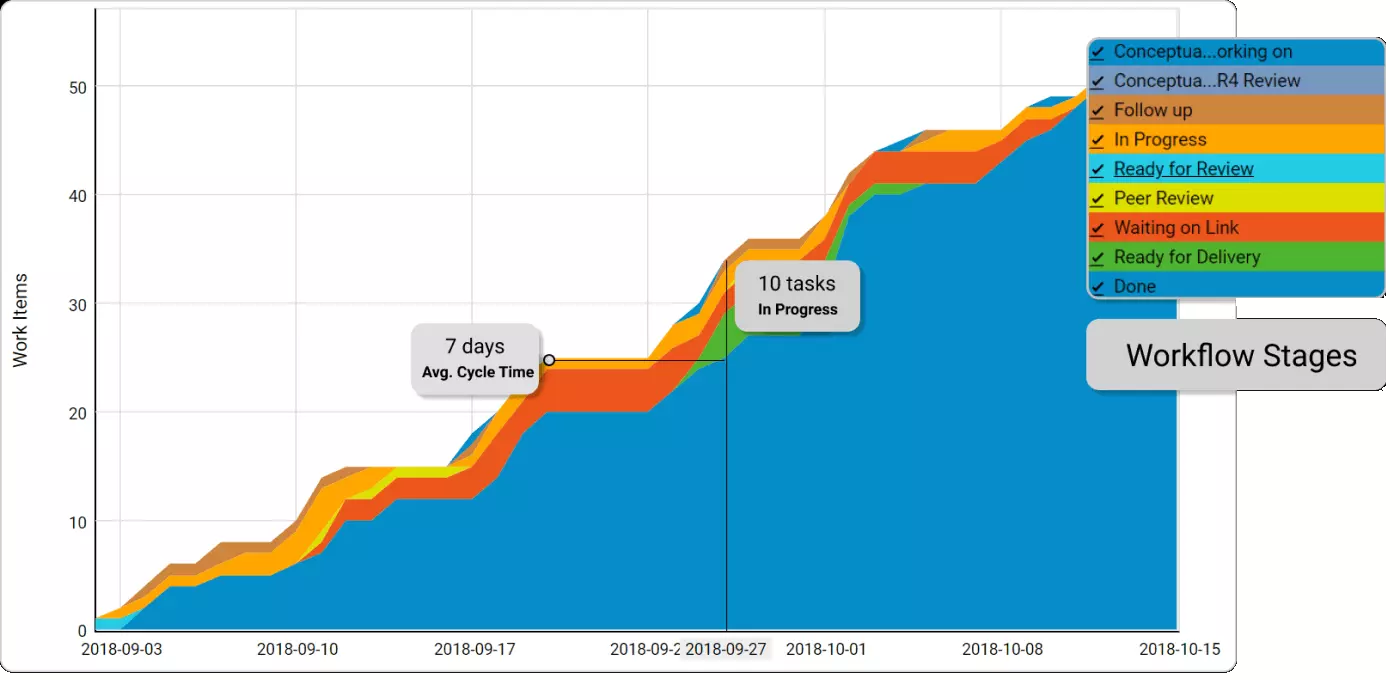 Work Items
50
40
30
20
10
0
2018-09-03
2018-09-10
2018-09-17
2018-09-2
2018-09-27
2018-10-01
2018-10-08
2018-10-15
7 days
Avg. Cycle Time
10 tasks
In Progress
Conceptua...orking on
Conceptua...R4 Review
Follow up
In Progress
Ready for Review
Peer Review
Waiting on Link
Ready for Delivery
Done
Workflow Stages